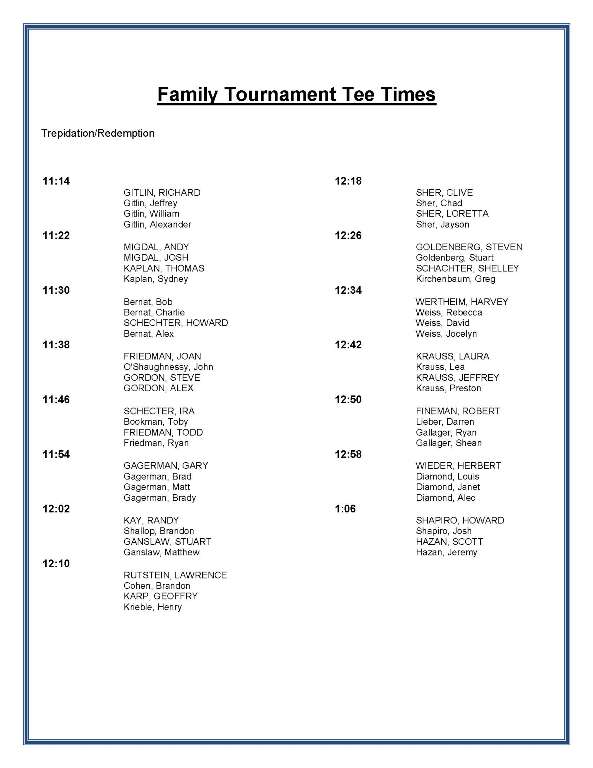 Family Tournament Tee Times
Trepidation/Redemption
11:14
GITLIN, RICHARD
Gitlin, Jeffrey
Gitlin, William
Gitlin, Alexander
11:22
MIGDAL, ANDY
MIGDAL, JOSH
KAPLAN, THOMAS
Kaplan, Sydney
11:30
Bernat, Bob
Bernat, Charlie
SCHECHTER, HOWARD
Bernat, Alex
11:38
FRIEDMAN, JOAN
O'Shaughnessy, John
GORDON, STEVE
GORDON, ALEX
11:46
SCHECTER, IRA
Bookman, Toby
FRIEDMAN, TODD
Friedman, Ryan
11:54
GAGERMAN, GARY
Gagerman, Brad
Gagerman, Matt
Gagerman, Brady
12:02
KAY, RANDY
Shallop, Brandon
GANSLAW, STUART
Ganslaw, Matthew
12:10
RUTSTEIN, LAWRENCE
Cohen, Brandon
KARP, GEOFFRY
Knieble, Henry
12:18
SHER, CLIVE
Sher, Chad
SHER, LORETTA
Sher, Jayson
12:26
GOLDENBERG, STEVEN
Goldenberg, Stuart
SCHACHTER, SHELLEY
Kirchenbaum, Greg
12:34
WERTHEIM, HARVEY
Weiss, Rebecca
Weiss, David
Weiss, Jocelyn
12:42
KRAUSS, LAURA
Krauss, Lea
KRAUSS, JEFFREY
Krauss, Preston
12:50
FINEMAN, ROBERT
Lieber, Darren
Gallager, Ryan
Gallager, Shean
12:58
WIEDER, HERBERT
Diamond, Louis
Diamond, Janet
Diamond, Alec
1:06
SHAPIRO, HOWARD
Shapiro, Josh
HAZAN, SCOTT
Hazan, Jeremy